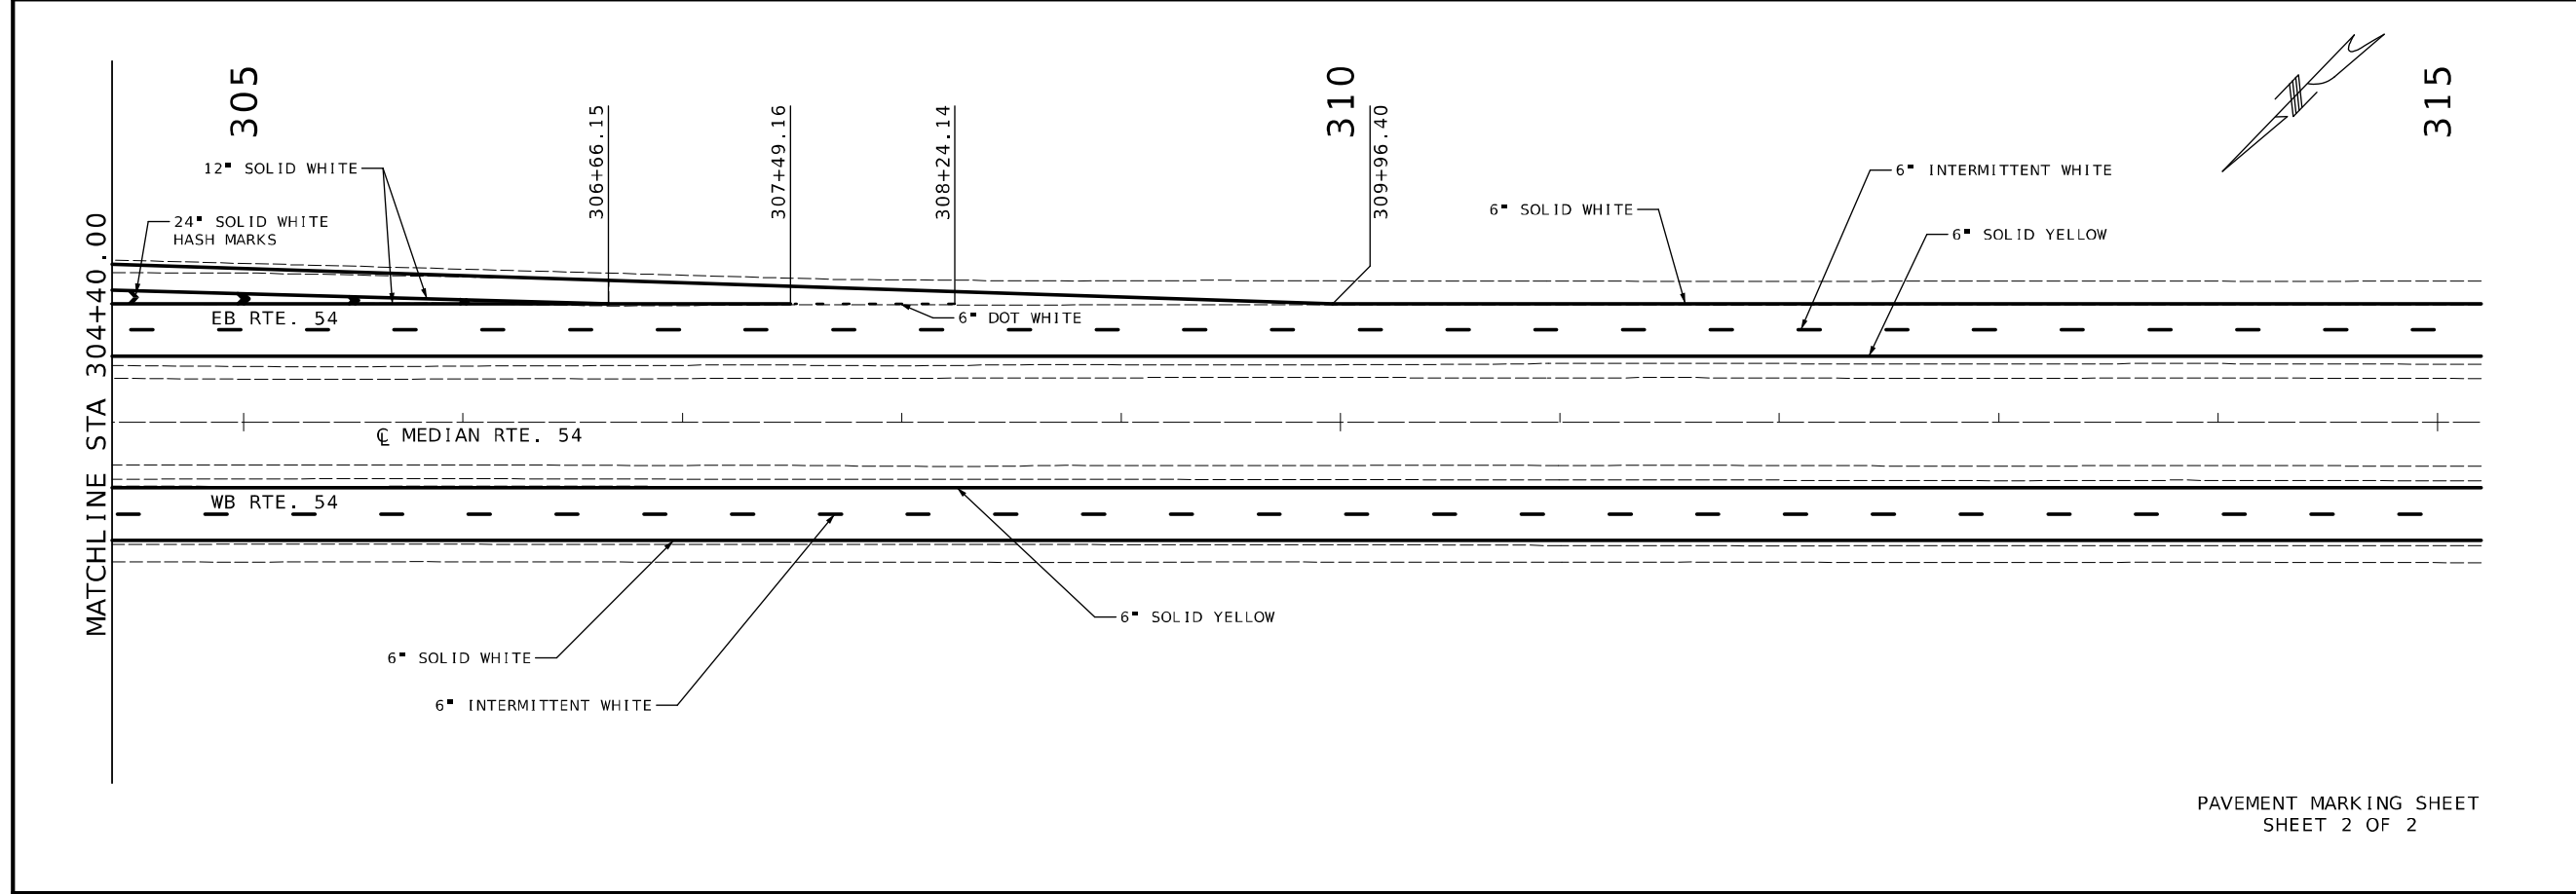 305
310
315
306+66.15
307+49.16
308+24.14
309+96.40
12" SOLID WHITE
24" SOLID WHITE
HASH MARKS
6" SOLID WHITE
6" INTERMITTENT WHITE
6" SOLID YELLOW
MATCHLINE STA 304+40.00
EB RTE. 54
6" DOT WHITE
℄ MEDIAN RTE. 54
WB RTE. 54
6" SOLID YELLOW
6" SOLID WHITE
6" INTERMITTENT WHITE
PAVEMENT MARKING SHEET
SHEET 2 OF 2